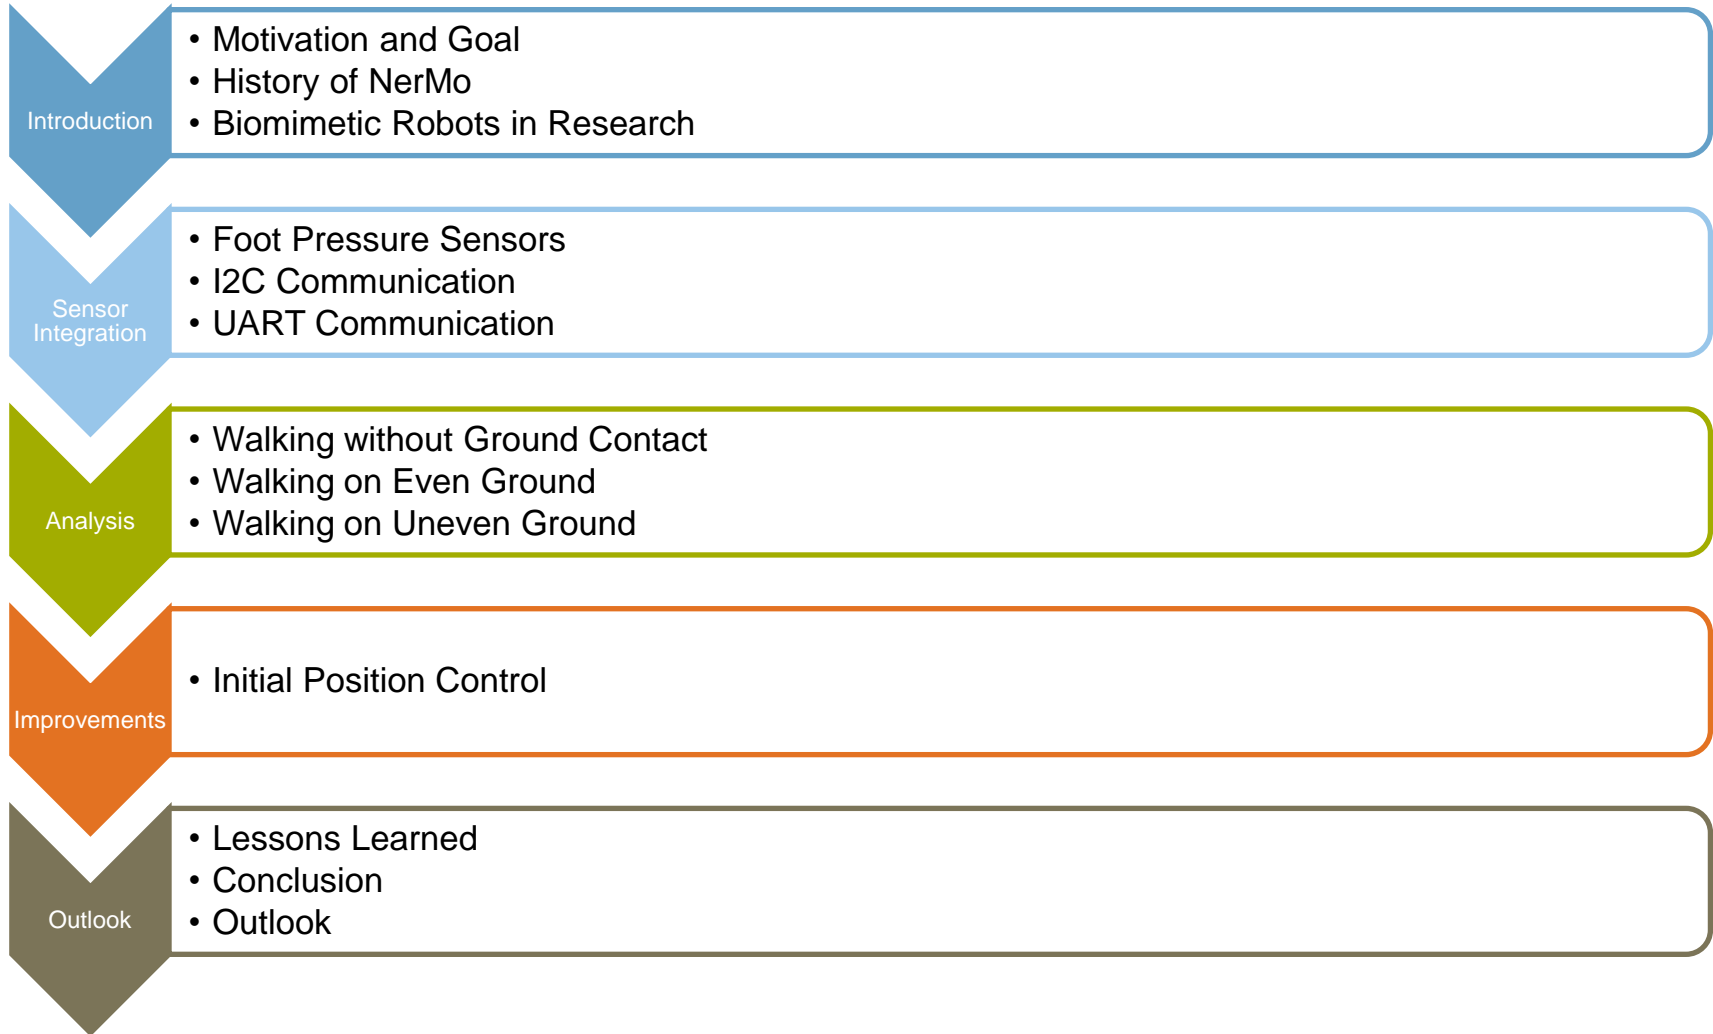 Introduction
• Motivation and Goal
• History of NerMo
• Biomimetic Robots in Research
Sensor
Integration
• Foot Pressure Sensors
• I2C Communication
• UART Communication
Analysis
• Walking without Ground Contact
• Walking on Even Ground
• Walking on Uneven Ground
Improvements
• Initial Position Control
Outlook
• Lessons Learned
• Conclusion
• Outlook